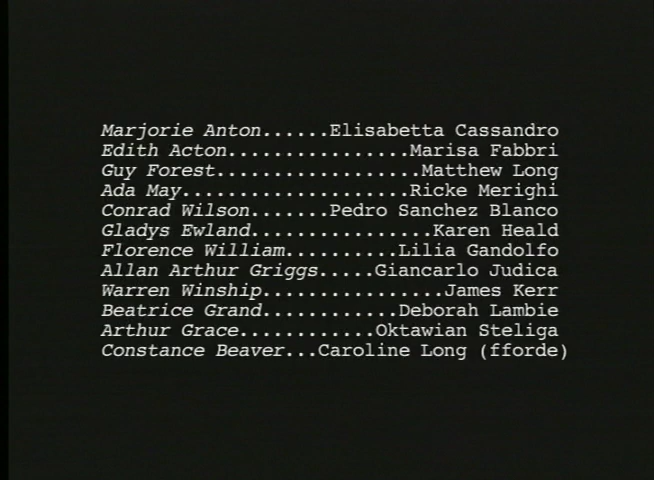 Marjorie Anton......Elisabetta Cassandro
Edith Acton................Marisa Fabbri
Guy Forest..................Matthew Long
Ada May....................Ricke Merighi
Conrad Wilson.......Pedro Sanchez Blanco
Gladys Ewland................Karen Heald
Florence William..........Lilia Gandolfo
Allan Arthur Griggs.....Giancarlo Judica
Warren Winship................James Kerr
Beatrice Grand............Deborah Lambie
Arthur Grace............Oktawian Steliga
Constance Beaver...Caroline Long (fforde)